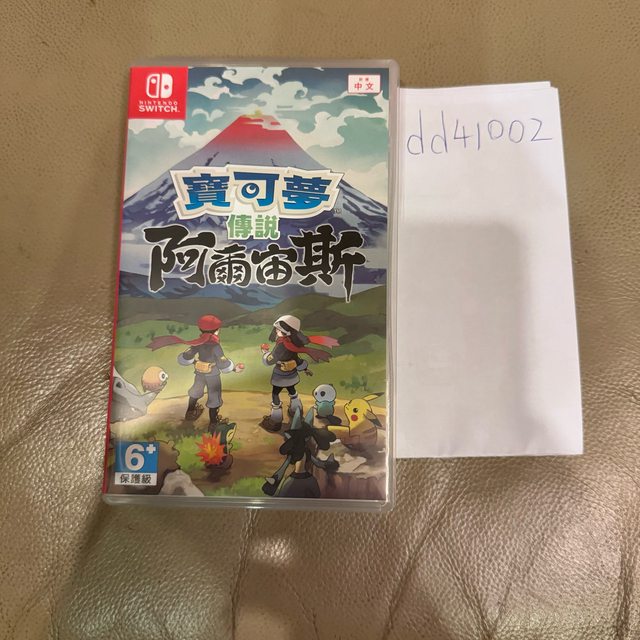 NINTENDO
SWITCH
中文
寶可夢
傳說
阿爾宙斯
6+
保護級
dd41002